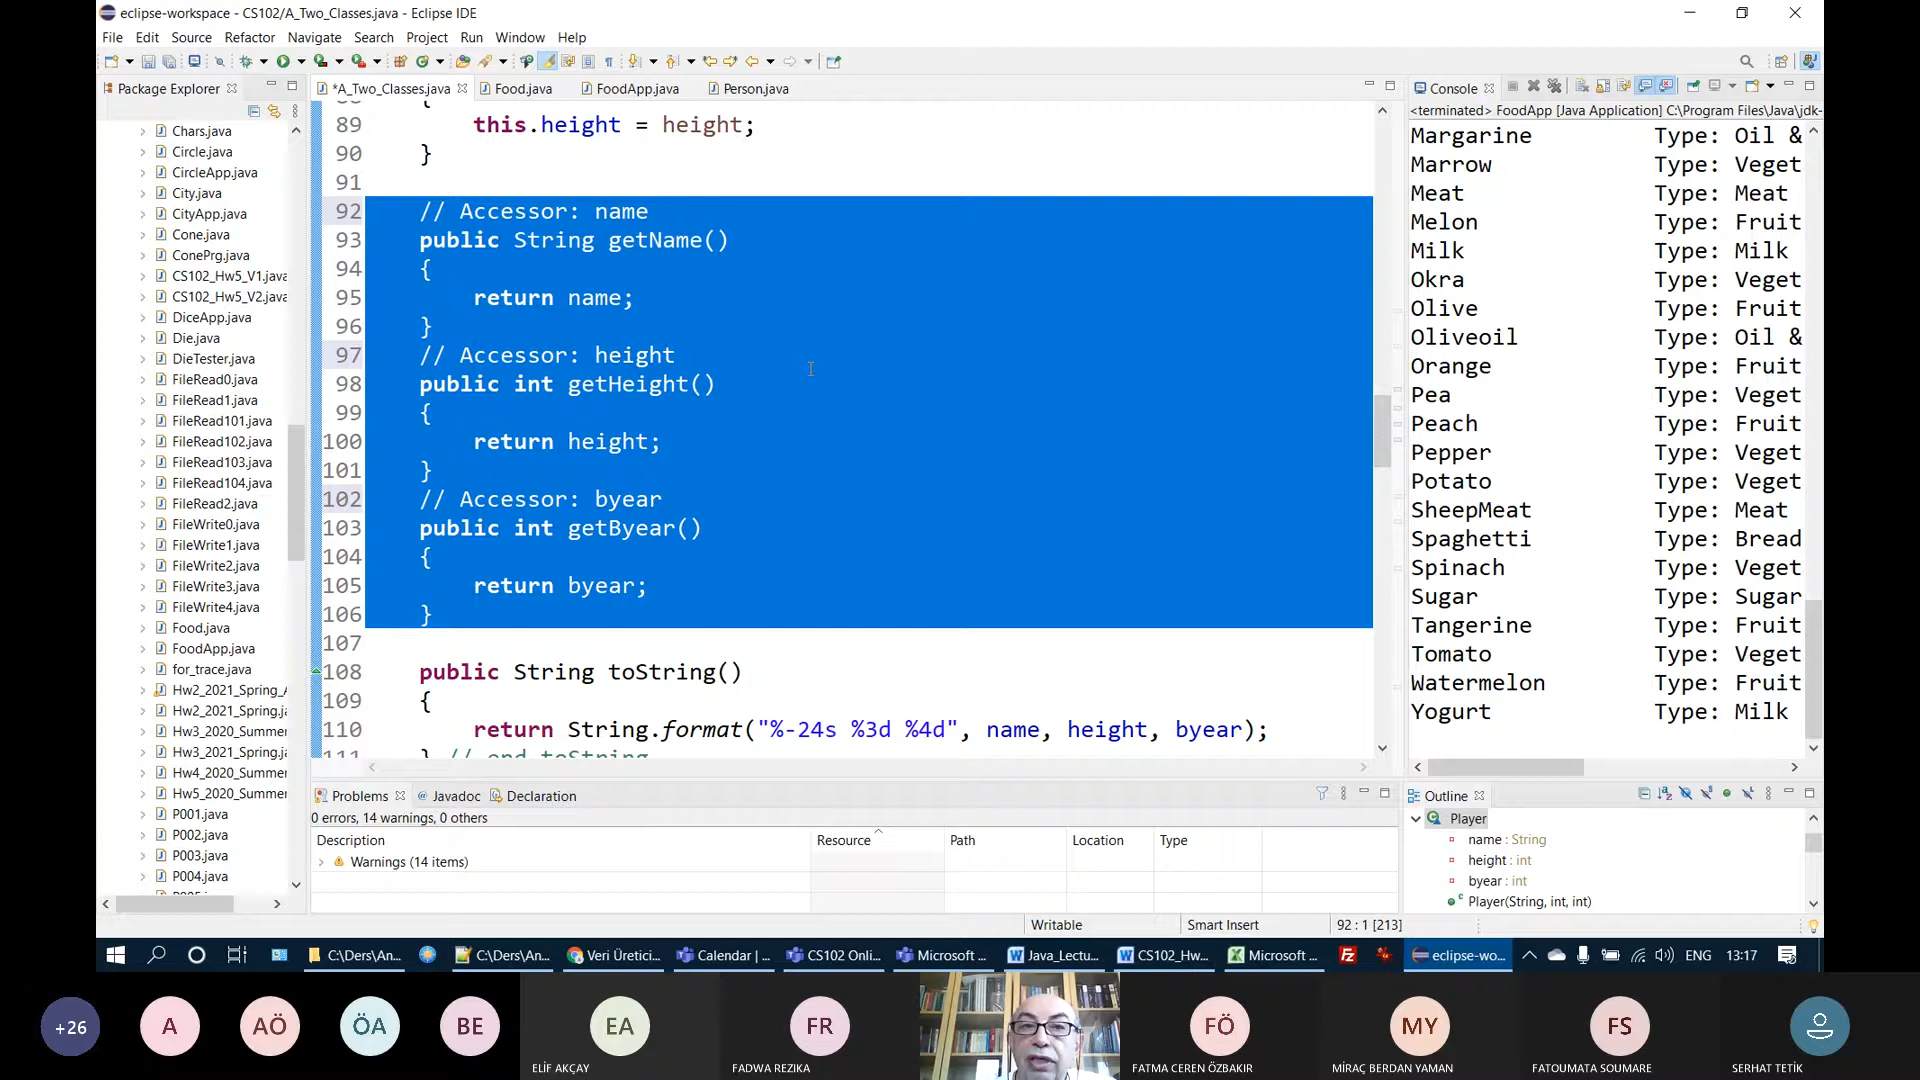 eclipse-workspace - CS102/A_Two_Classes.java - Eclipse IDE
File Edit Source Refactor Navigate Search Project Run Window Help
Package Explorer
Chars.java
Circle.java
CircleApp.java
City.java
CityApp.java
Cone.java
ConePrg.java
CS102_Hw5_V1.java
CS102_Hw5_V2.java
DiceApp.java
Die.java
DieTester.java
FileRead0.java
FileRead1.java
FileRead101.java
FileRead102.java
FileRead103.java
FileRead104.java
FileRead2.java
FileWrite0.java
FileWrite1.java
FileWrite2.java
FileWrite3.java
FileWrite4.java
Food.java
FoodApp.java
for_trace.java
Hw2_2021_Spring_A
Hw2_2021_Spring.ja
Hw3_2020_Summer
Hw3_2021_Spring.ja
Hw4_2020_Summer
Hw5_2020_Summer
P001.java
P002.java
P003.java
P004.java
*A_Two_Classes.java Food.java FoodApp.java Person.java
{
89 this.height = height;
90 }
91
92 // Accessor: name
93 public String getName()
94 {
95 return name;
96 }
97 // Accessor: height
98 public int getHeight()
99 {
100 return height;
101 }
102 // Accessor: byear
103 public int getByear()
104 {
105 return byear;
106 }
107
108 public String toString()
109 {
110 return String.format("%-24s %3d %4d", name, height, byear);
111 } // end toString
Console
<terminated> FoodApp [Java Application] C:\Program Files\Java\jdk-
Margarine Type: Oil &
Marrow Type: Veget
Meat Type: Meat
Melon Type: Fruit
Milk Type: Milk
Okra Type: Veget
Olive Type: Fruit
Oliveoil Type: Oil &
Orange Type: Fruit
Pea Type: Veget
Peach Type: Fruit
Pepper Type: Veget
Potato Type: Veget
SheepMeat Type: Meat
Spaghetti Type: Bread
Spinach Type: Veget
Sugar Type: Sugar
Tangerine Type: Fruit
Tomato Type: Veget
Watermelon Type: Fruit
Yogurt Type: Milk
Problems @ Javadoc Declaration
0 errors, 14 warnings, 0 others
Description Resource Path Location Type
Warnings (14 items)
Outline
Player
name : String
height : int
byear : int
Player(String, int, int)
Writable Smart Insert 92 : 1 [213]
C:\Ders\An... C:\Ders\An... Veri Üretici... Calendar | ... CS102 Onli... Microsoft ... Java_Lectu... CS102_Hw... Microsoft ... eclipse-wo... ENG 13:17
+26 A AÖ ÖA BE EA FR FÖ MY FS
ELİF AKÇAY FADWA REZIKA FATMA CEREN ÖZBAKIR MİRAÇ BERDAN YAMAN FATOUMATA SOUMARE SERHAT TETİK